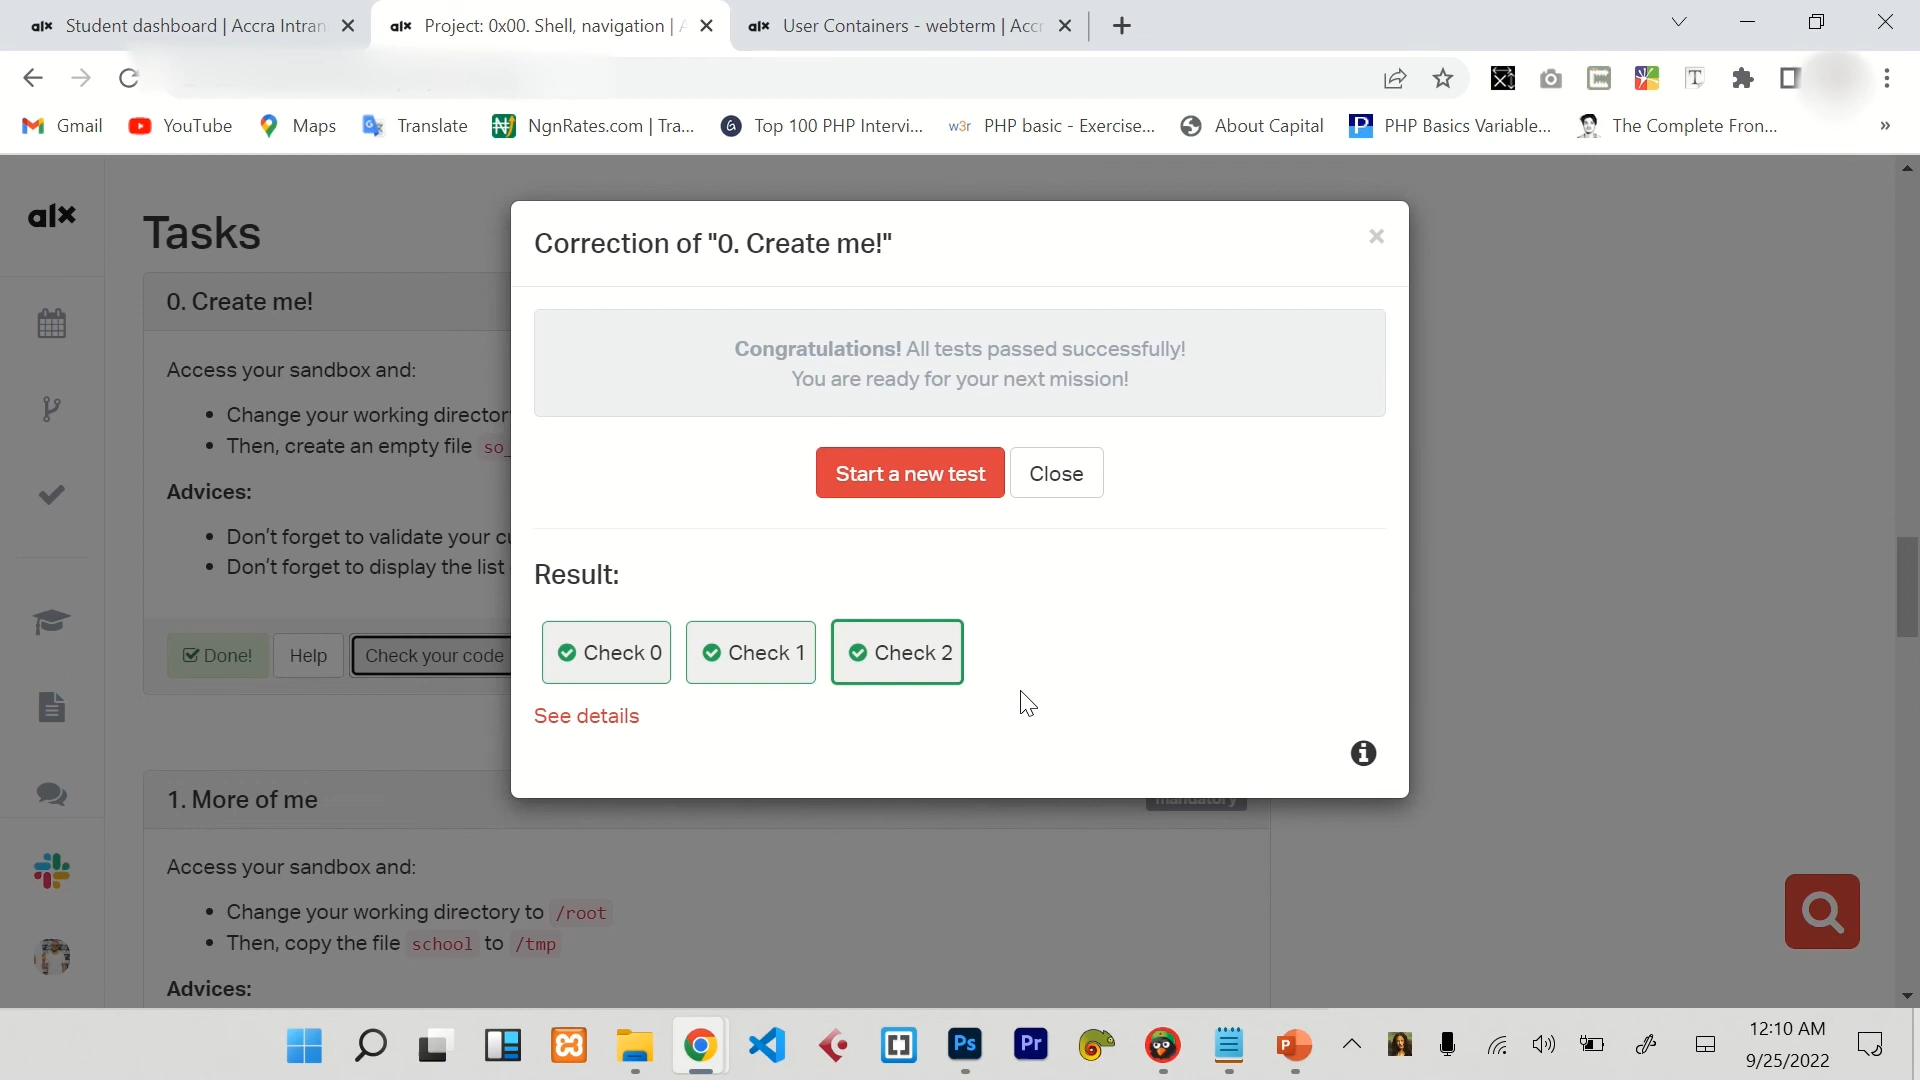 alx Student dashboard | Accra Intran
alx Project: 0x00. Shell, navigation | A
alx User Containers - webterm | Accr
Gmail
YouTube
Maps
Translate
NgnRates.com | Tra...
Top 100 PHP Intervi...
w3r PHP basic - Exercise...
About Capital
PHP Basics Variable...
The Complete Fron...
»
alx
Tasks
0. Create me!
Access your sandbox and:
Change your working director
Then, create an empty file so_
Advices:
Don't forget to validate your cu
Don't forget to display the list
Done!
Help
Check your code
Correction of "0. Create me!"
×
Congratulations! All tests passed successfully!
You are ready for your next mission!
Start a new test
Close
Result:
Check 0
Check 1
Check 2
See details
1. More of me
mandatory
Access your sandbox and:
Change your working directory to /root
Then, copy the file school to /tmp
Advices:
Ps
Pr
P
12:10 AM
9/25/2022